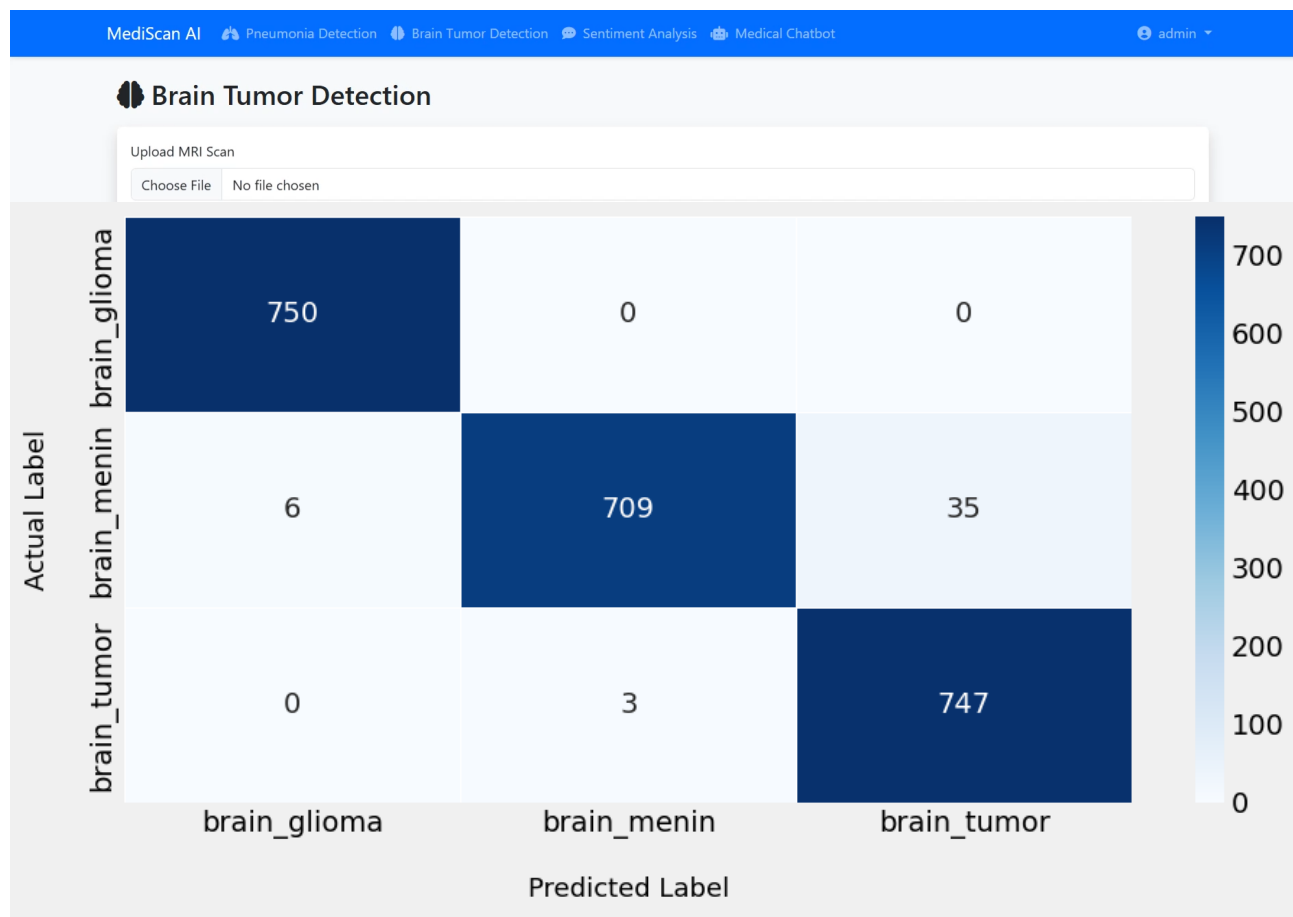 MediScan AI Pneumonia Detection Brain Tumor Detection Sentiment Analysis Medical Chatbot admin
Brain Tumor Detection
Upload MRI Scan
Choose File No file chosen
Actual Label
brain_glioma 750 0 0
brain_menin 6 709 35
brain_tumor 0 3 747
brain_glioma brain_menin brain_tumor
Predicted Label
700
600
500
400
300
200
100
0